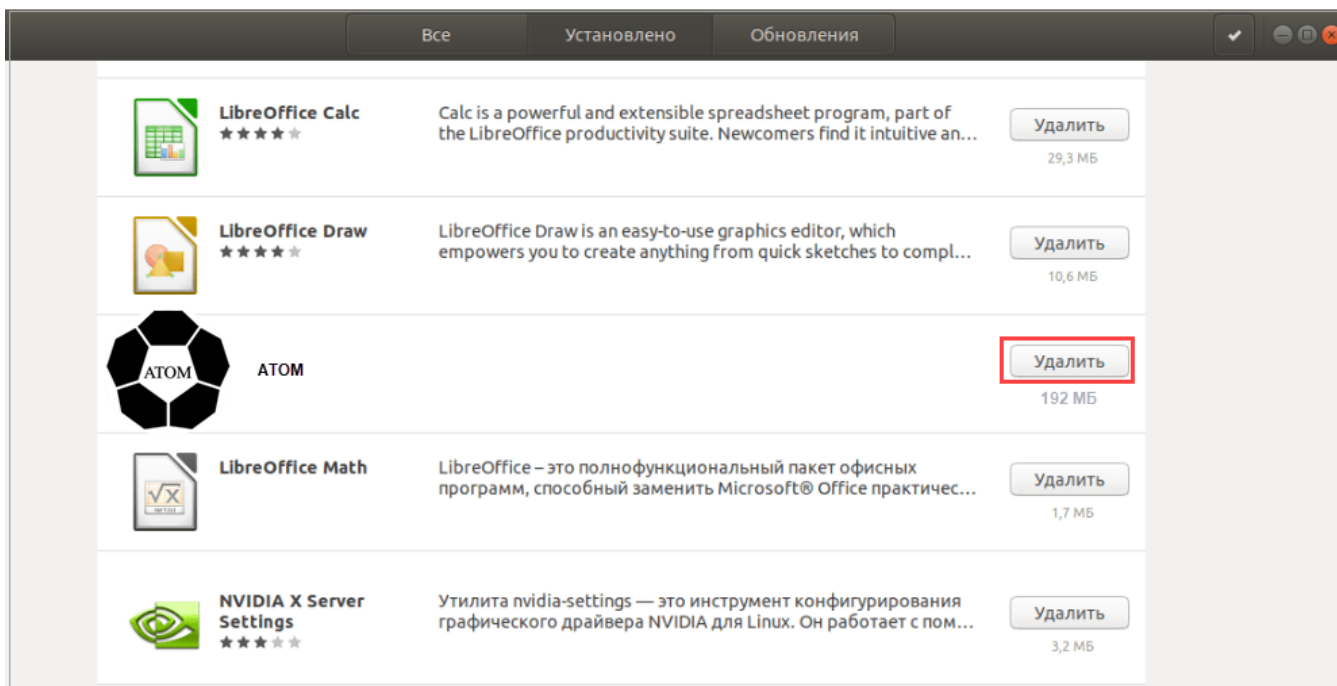 Все Установлено Обновления
LibreOffice Calc
Calc is a powerful and extensible spreadsheet program, part of
the LibreOffice productivity suite. Newcomers find it intuitive an...
Удалить
29,3 МБ
LibreOffice Draw
LibreOffice Draw is an easy-to-use graphics editor, which
empowers you to create anything from quick sketches to compl...
Удалить
10,6 МБ
ATOM
ATOM
Удалить
192 МБ
LibreOffice Math
LibreOffice – это полнофункциональный пакет офисных
программ, способный заменить Microsoft® Office практичес...
Удалить
1,7 МБ
NVIDIA X Server
Settings
Утилита nvidia-settings — это инструмент конфигурирования
графического драйвера NVIDIA для Linux. Он работает с пом...
Удалить
3,2 МБ